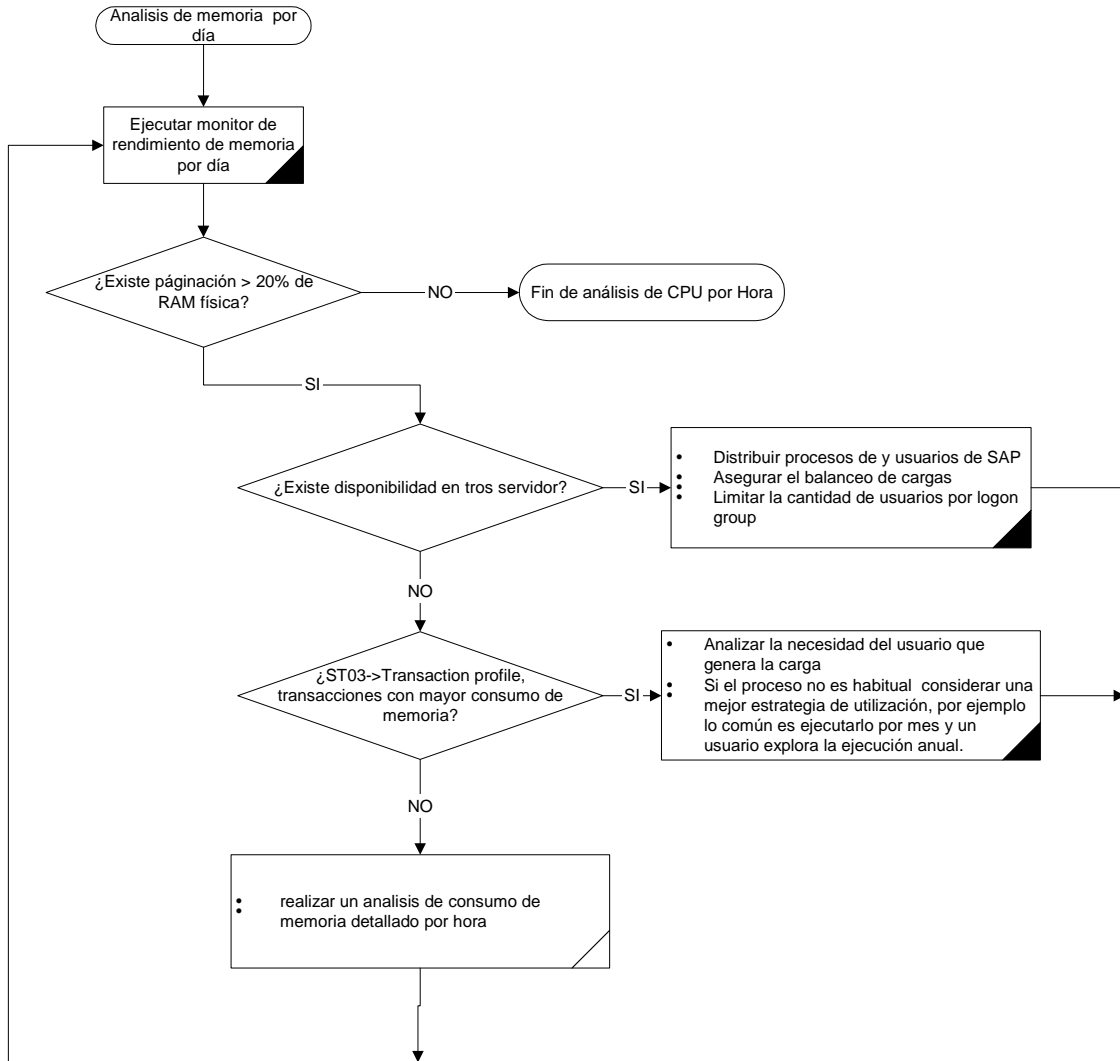 Analisis de memoria por
día
Ejecutar monitor de
rendimiento de memoria
por día
¿Existe páginación > 20% de
RAM física?
NO
Fin de análisis de CPU por Hora
SI
¿Existe disponibilidad en tros servidor?
SI
• Distribuir procesos de y usuarios de SAP
• Asegurar el balanceo de cargas
• Limitar la cantidad de usuarios por logon
group
NO
¿ST03->Transaction profile,
transacciones con mayor consumo de
memoria?
SI
• Analizar la necesidad del usuario que
genera la carga
• Si el proceso no es habitual considerar una
mejor estrategia de utilización, por ejemplo
lo común es ejecutarlo por mes y un
usuario explora la ejecución anual.
NO
• realizar un analisis de consumo de
memoria detallado por hora